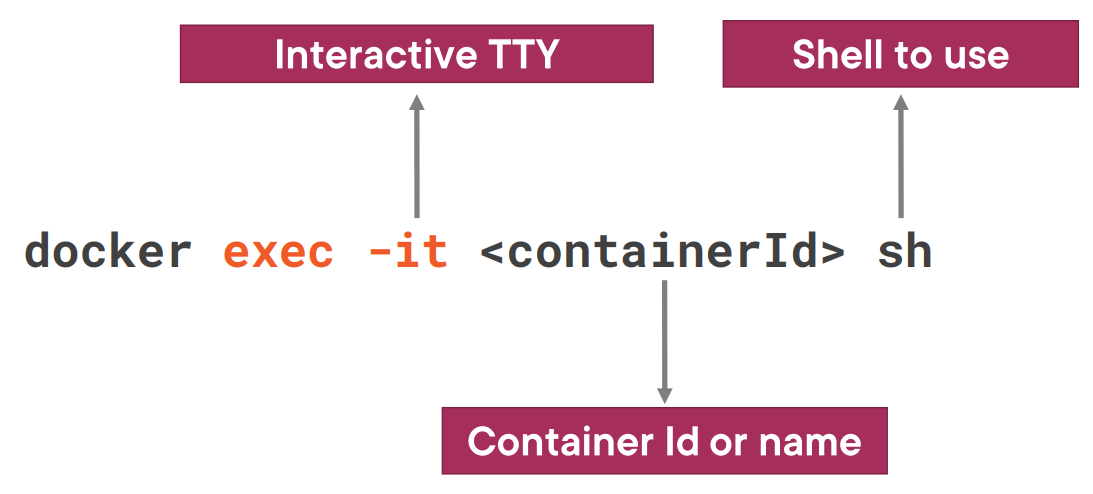 Interactive TTY
Shell to use
docker exec -it <containerId> sh
Container Id or name